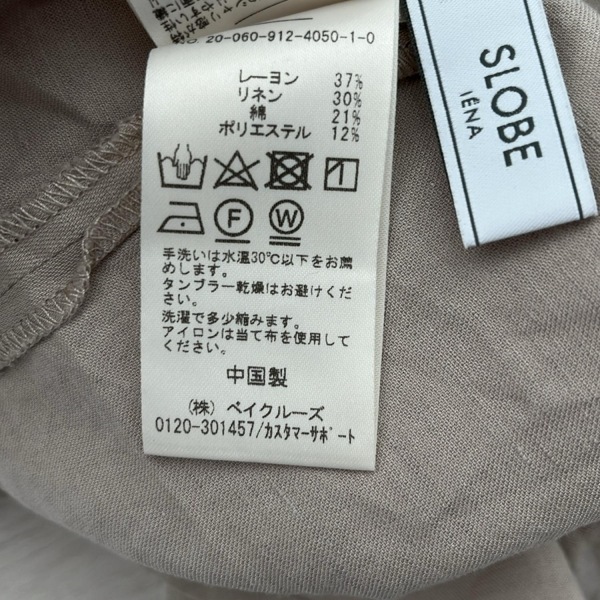 NO. 20-060-912-4050-1-0
レーヨン 37%
リネン 30%
綿 21%
ポリエステル 12%
F
W
手洗いは水温30℃以下をお薦
めします。
タンブラー乾燥はお避けくだ
さい。
洗濯で多少縮みます。
アイロンは当て布を使用して
ください。
中国製
(株) ベイクルーズ
0120-301457/カスタマーサポート
SLOBE
IÉNA